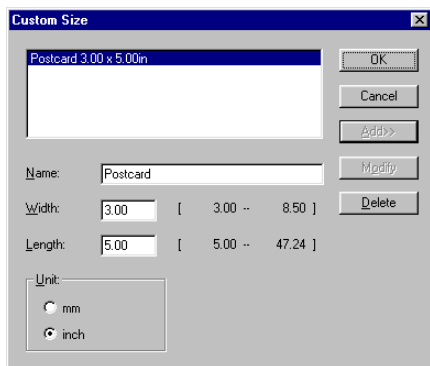 Custom Size
Postcard 3.00 x 5.00in
OK
Cancel
Add>>
Name: Postcard
Modify
Width: 3.00 [ 3.00 -- 8.50 ]
Delete
Length: 5.00 [ 5.00 -- 47.24 ]
Unit:
mm
inch